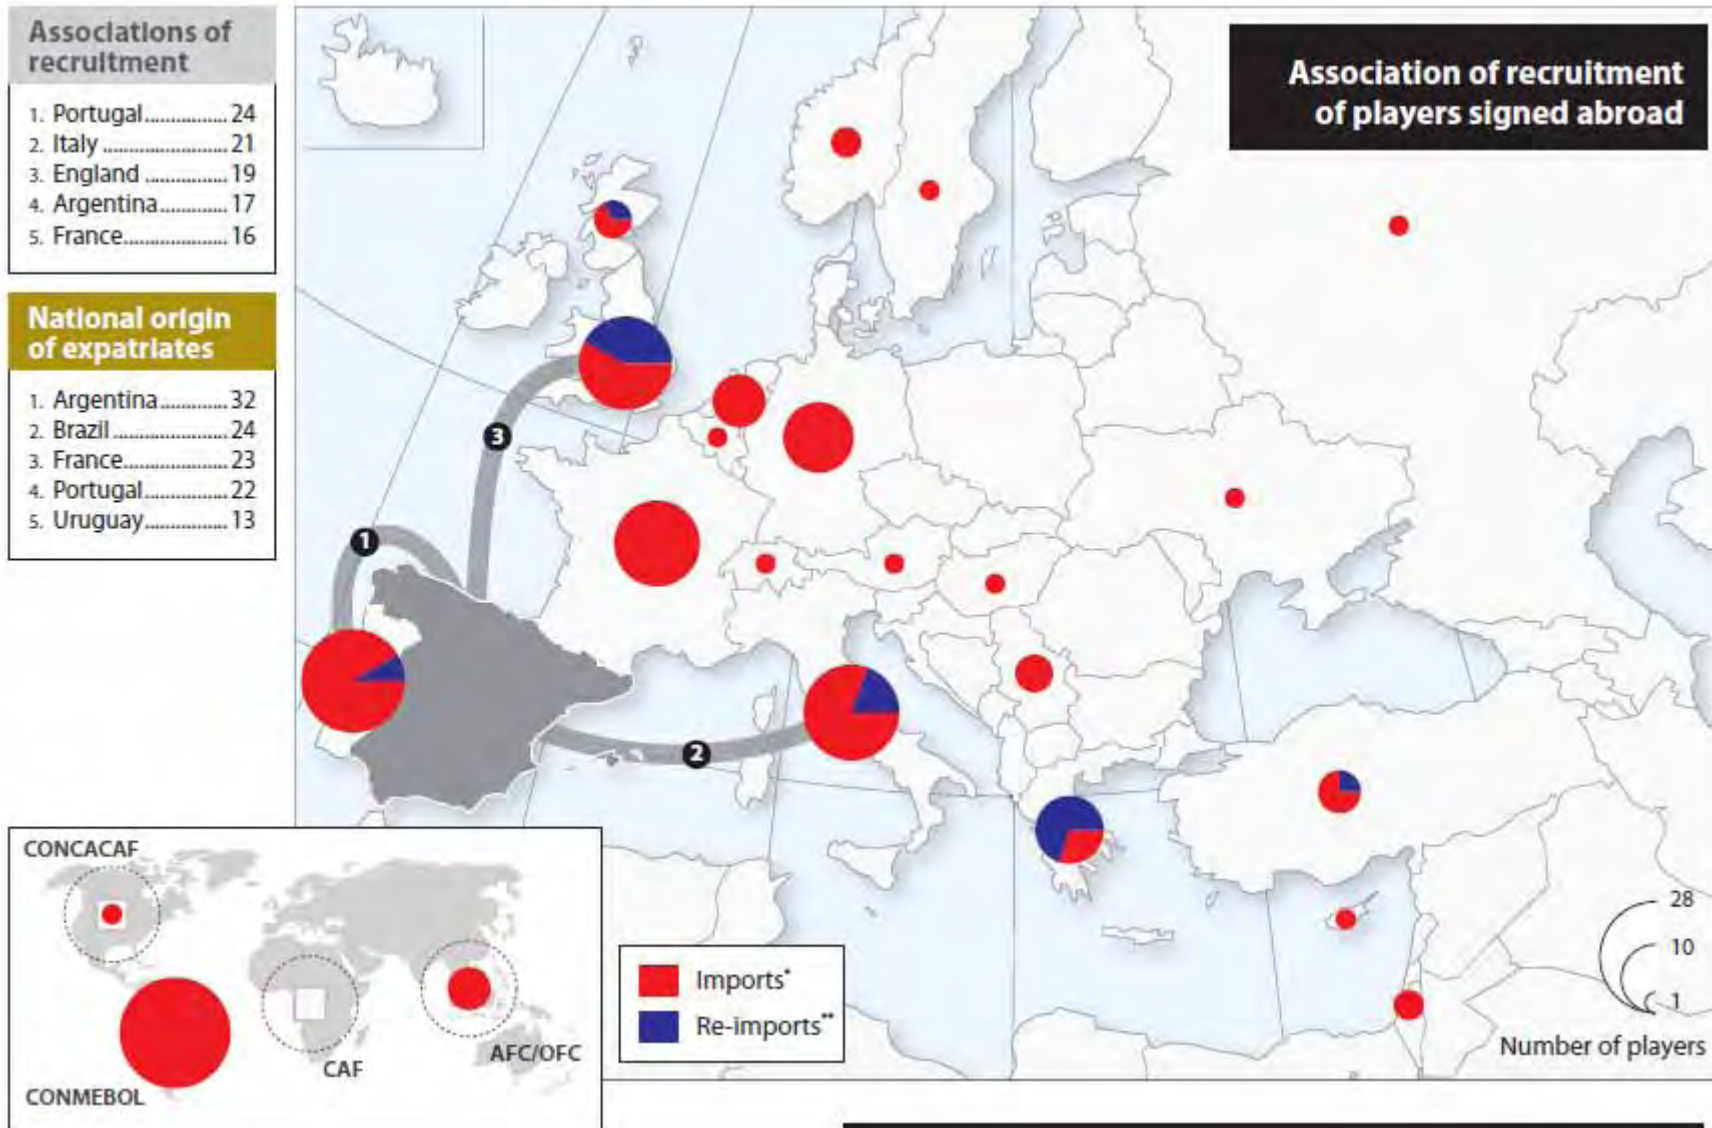 Associations of
recruitment
1. Portugal................ 24
2. Italy ........................ 21
3. England ................ 19
4. Argentina.............. 17
5. France.................... 16
National origin
of expatriates
1. Argentina.............. 32
2. Brazil ...................... 24
3. France.................... 23
4. Portugal................ 22
5. Uruguay................ 13
Association of recruitment
of players signed abroad
3
1
2
CONCACAF
CAF
AFC/OFC
CONMEBOL
Imports*
Re-imports**
28
10
1
Number of players